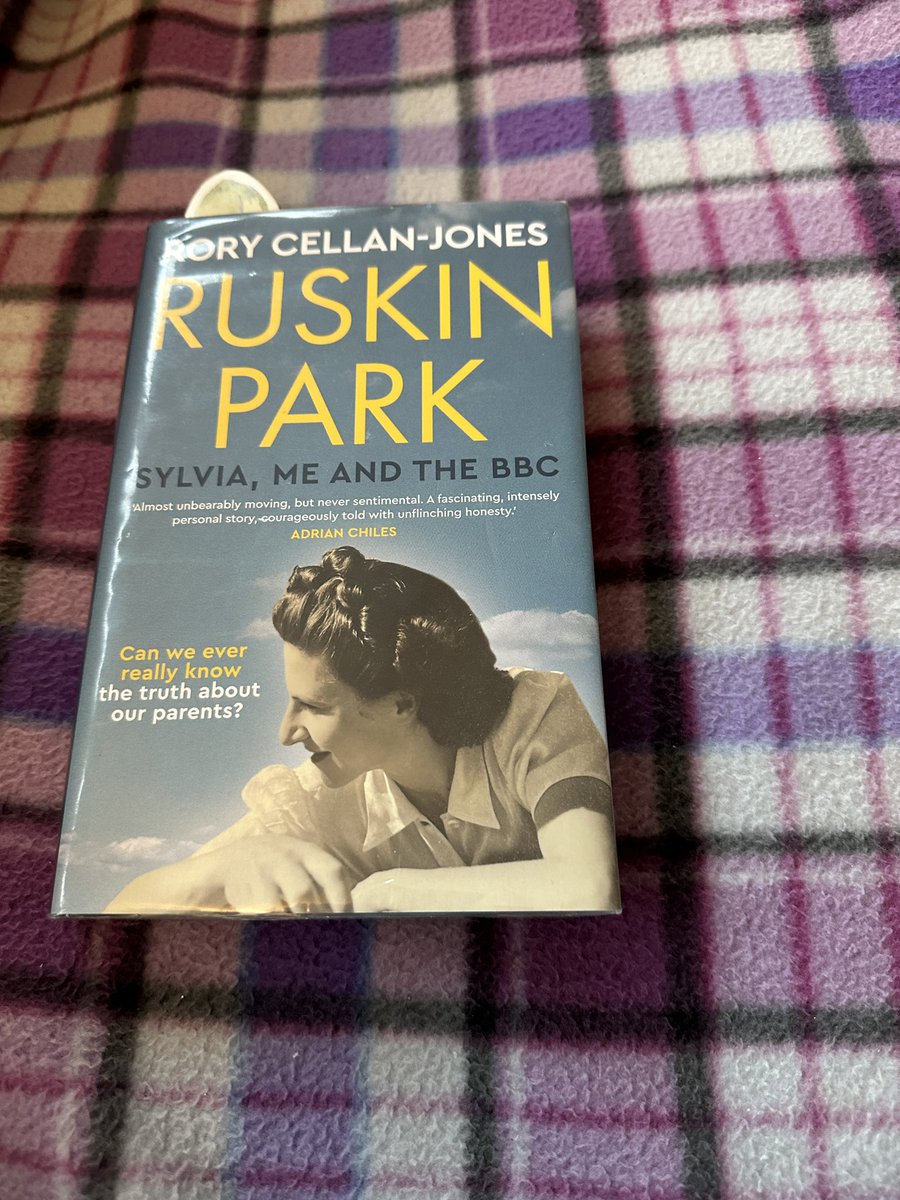 RORY CELLAN-JONES
RUSKIN
PARK
SYLVIA, ME AND THE BBC
'Almost unbearably moving, but never sentimental. A fascinating, intensely
personal story, courageously told with unflinching honesty.'
ADRIAN CHILES
Can we ever
really know
the truth about
our parents?